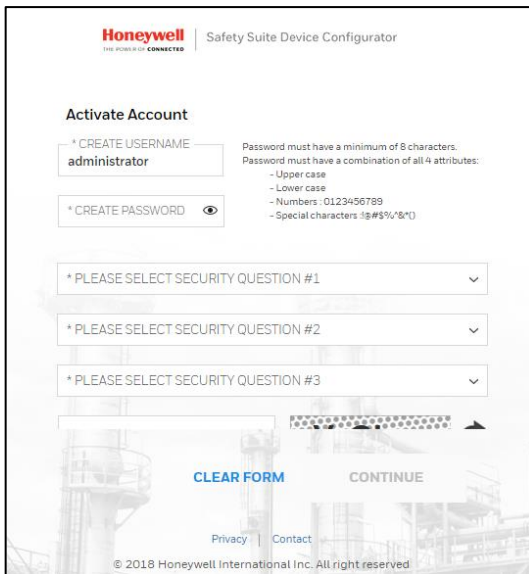 Honeywell
THE POWER OF CONNECTED
Safety Suite Device Configurator
Activate Account
* CREATE USERNAME
administrator
Password must have a minimum of 8 characters.
Password must have a combination of all 4 attributes:
- Upper case
- Lower case
- Numbers : 0123456789
- Special characters :!@#$%^&*()
* CREATE PASSWORD
* PLEASE SELECT SECURITY QUESTION #1
* PLEASE SELECT SECURITY QUESTION #2
* PLEASE SELECT SECURITY QUESTION #3
CLEAR FORM
CONTINUE
Privacy | Contact
© 2018 Honeywell International Inc. All right reserved